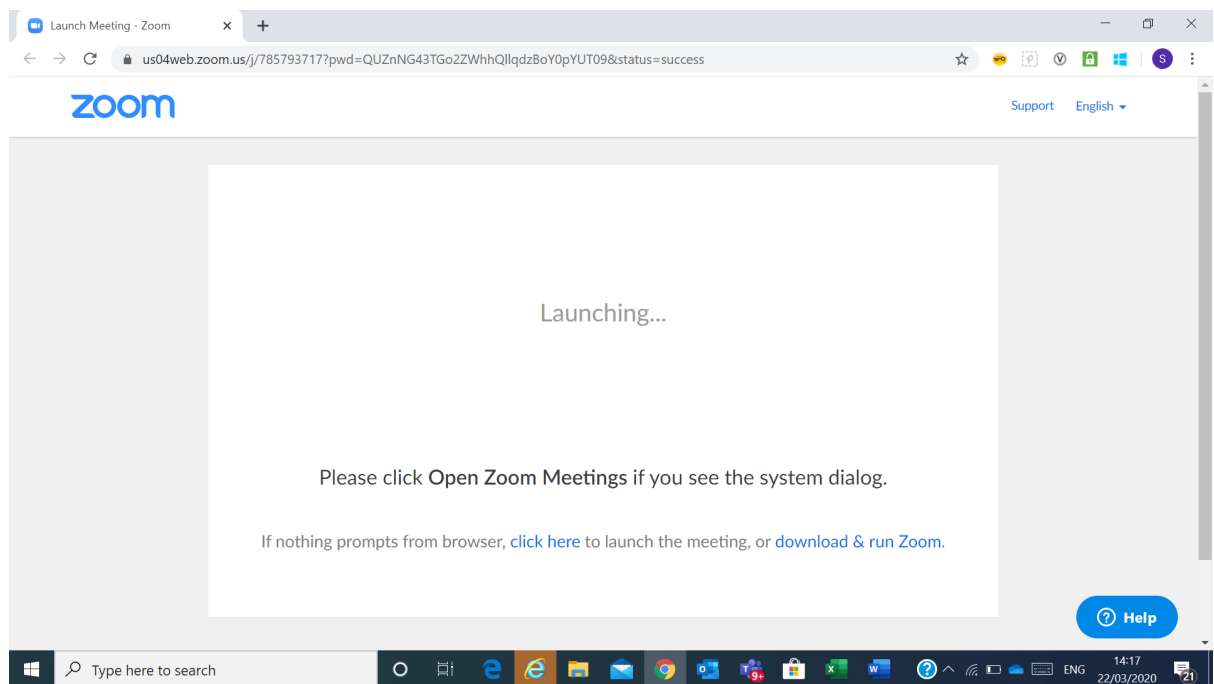 Launch Meeting - Zoom
us04web.zoom.us/j/785793717?pwd=QUZnNG43TGo2ZWhhQllqdzBoY0pYUT09&status=success
S
zoom
Support English
Launching...
Please click Open Zoom Meetings if you see the system dialog.
If nothing prompts from browser, click here to launch the meeting, or download & run Zoom.
Help
Type here to search
9+
ENG
14:17
22/03/2020
21